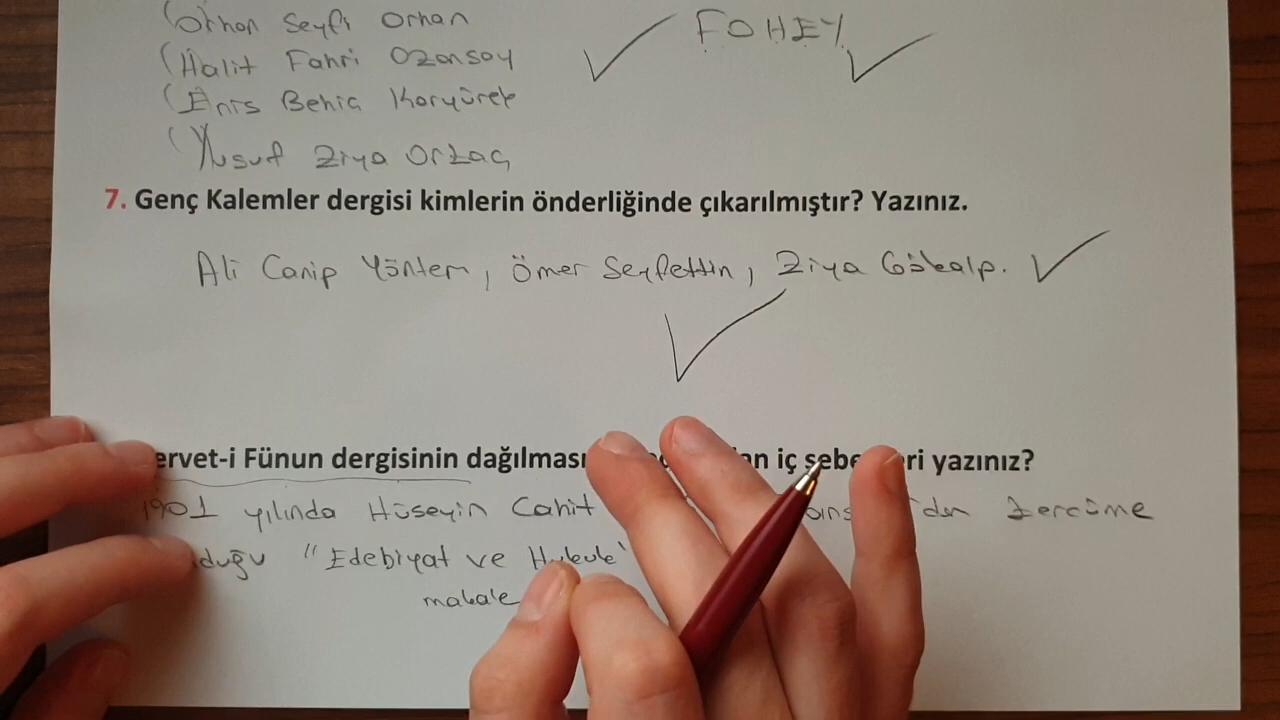 Orhan Seyfi Orhan
FOHEY
Halit Fahri Ozansoy
Enis Behiç Koryürek
Yusuf Ziya Ortaç
7. Genç Kalemler dergisi kimlerin önderliğinde çıkarılmıştır? Yazınız.
Ali Canip Yöntem, Ömer Seyfettin, Ziya Gökalp.
ervet-i Fünun dergisinin dağılması an iç sebe eri yazınız?
1901 yılında Hüseyin Cahit 'dan tercüme
duğu "Edebiyat ve Hukuk"
makale